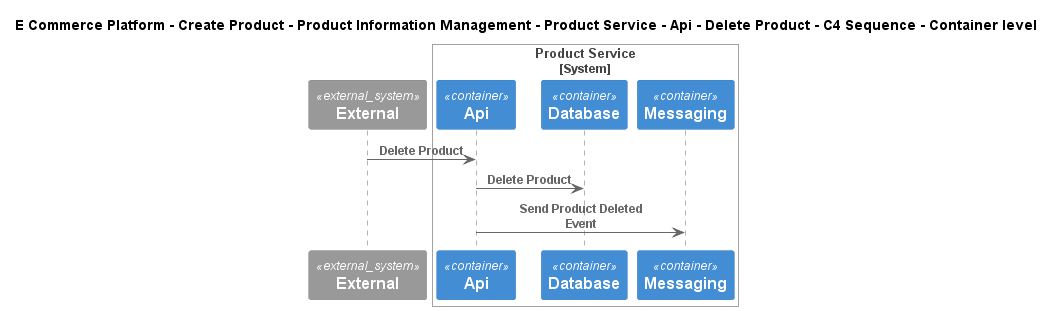 E Commerce Platform - Create Product - Product Information Management - Product Service - Api - Delete Product - C4 Sequence - Container level
Product Service
[System]
«external_system»
External
«container»
Api
«container»
Database
«container»
Messaging
Delete Product
Delete Product
Send Product Deleted
Event
«external_system»
External
«container»
Api
«container»
Database
«container»
Messaging